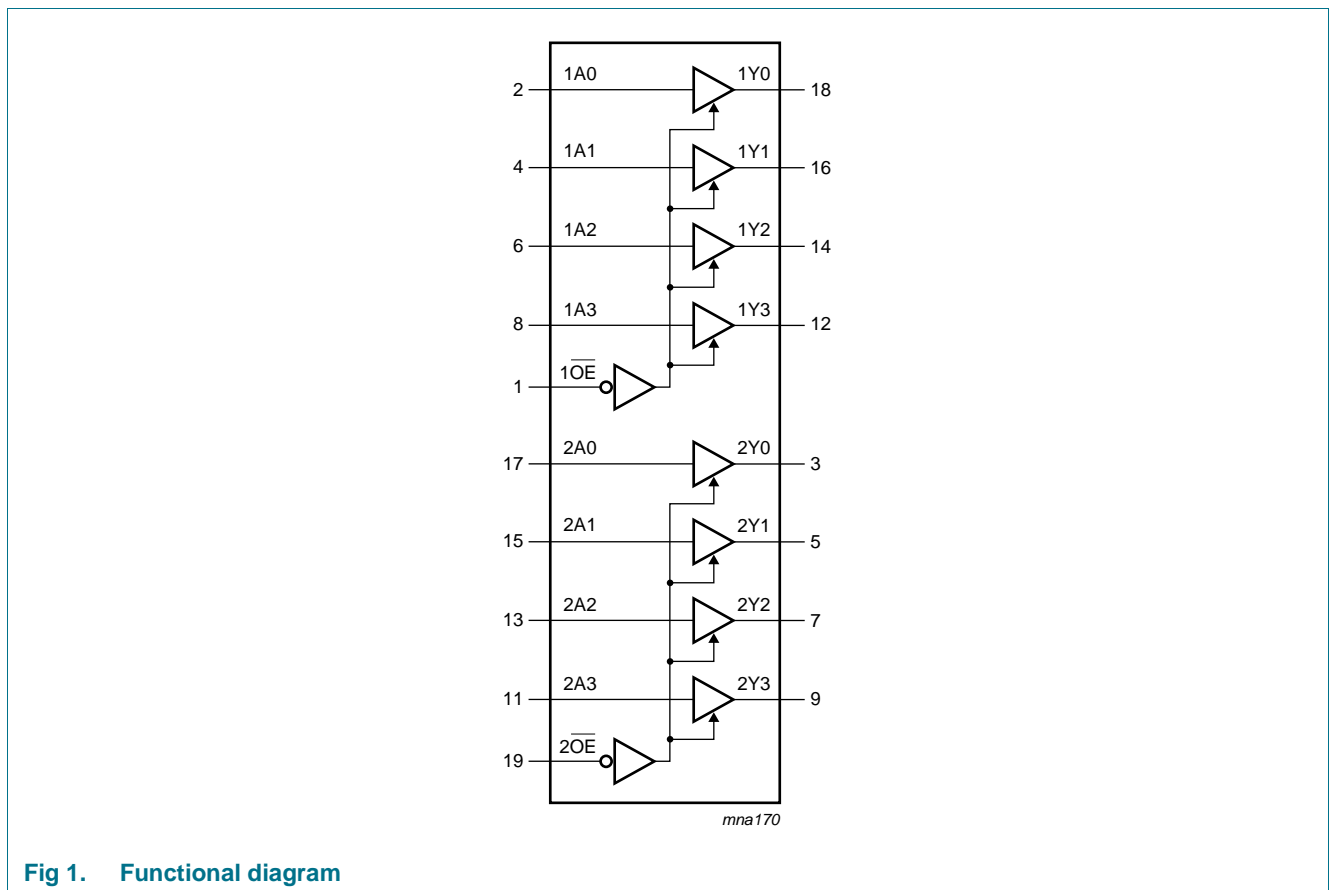 2 1A0 1Y0 18
4 1A1 1Y1 16
6 1A2 1Y2 14
8 1A3 1Y3 12
1 1O̅E̅
17 2A0 2Y0 3
15 2A1 2Y1 5
13 2A2 2Y2 7
11 2A3 2Y3 9
19 2O̅E̅
mna170
Fig 1. Functional diagram